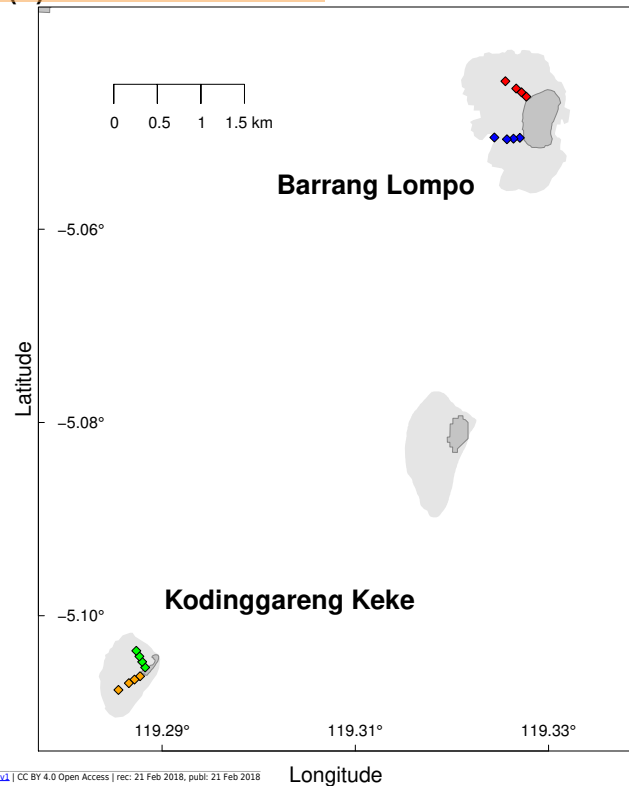 0 0.5 1 1.5 km
Barrang Lompo
−5.06°
Latitude
−5.08°
Kodinggareng Keke
−5.10°
119.29° 119.31° 119.33°
v1 | CC BY 4.0 Open Access | rec: 21 Feb 2018, publ: 21 Feb 2018
Longitude